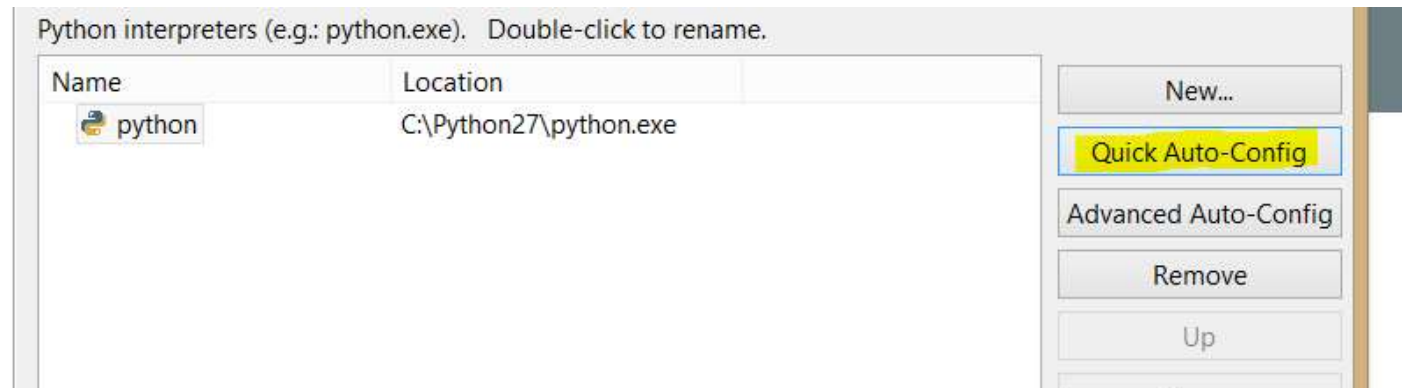 Python interpreters (e.g.: python.exe).   Double-click to rename.
Name Location
python C:\Python27\python.exe
New...
Quick Auto-Config
Advanced Auto-Config
Remove
Up